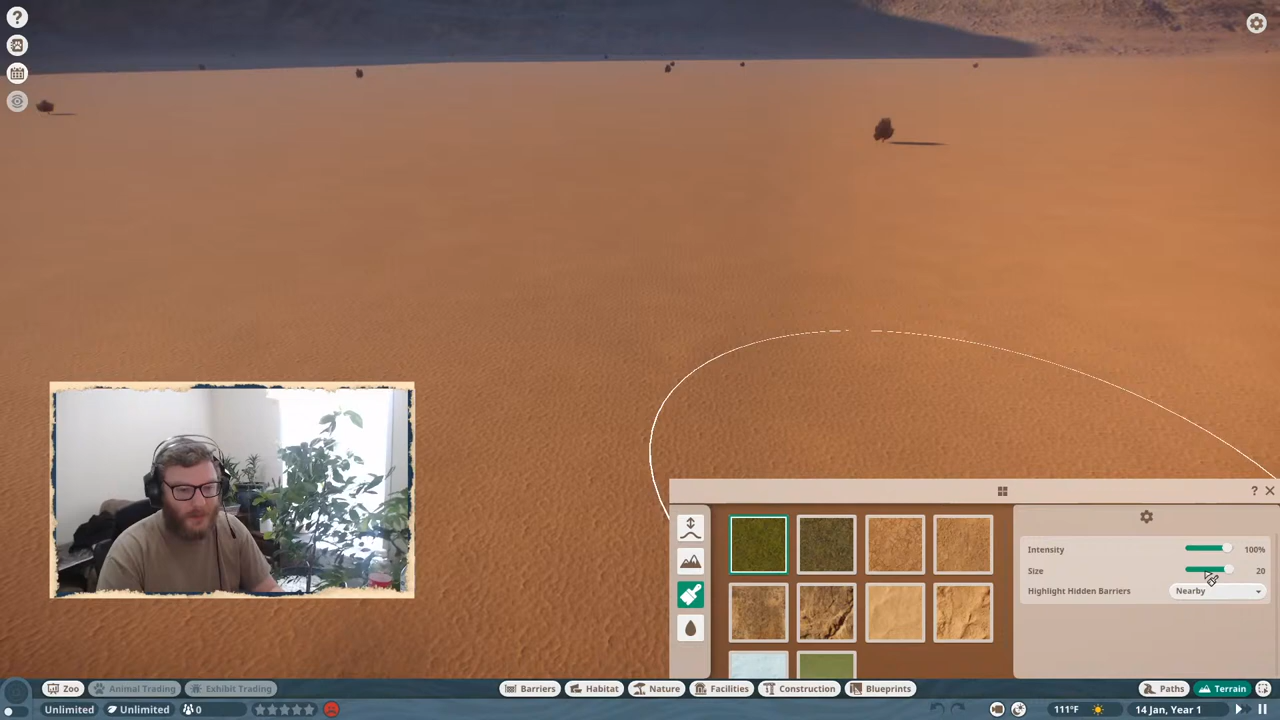 ?
?
Intensity 100%
Size 20
Highlight Hidden Barriers Nearby
Zoo Animal Trading Exhibit Trading Barriers Habitat Nature Facilities Construction Blueprints Paths Terrain
Unlimited Unlimited 0 111°F 14 Jan, Year 1